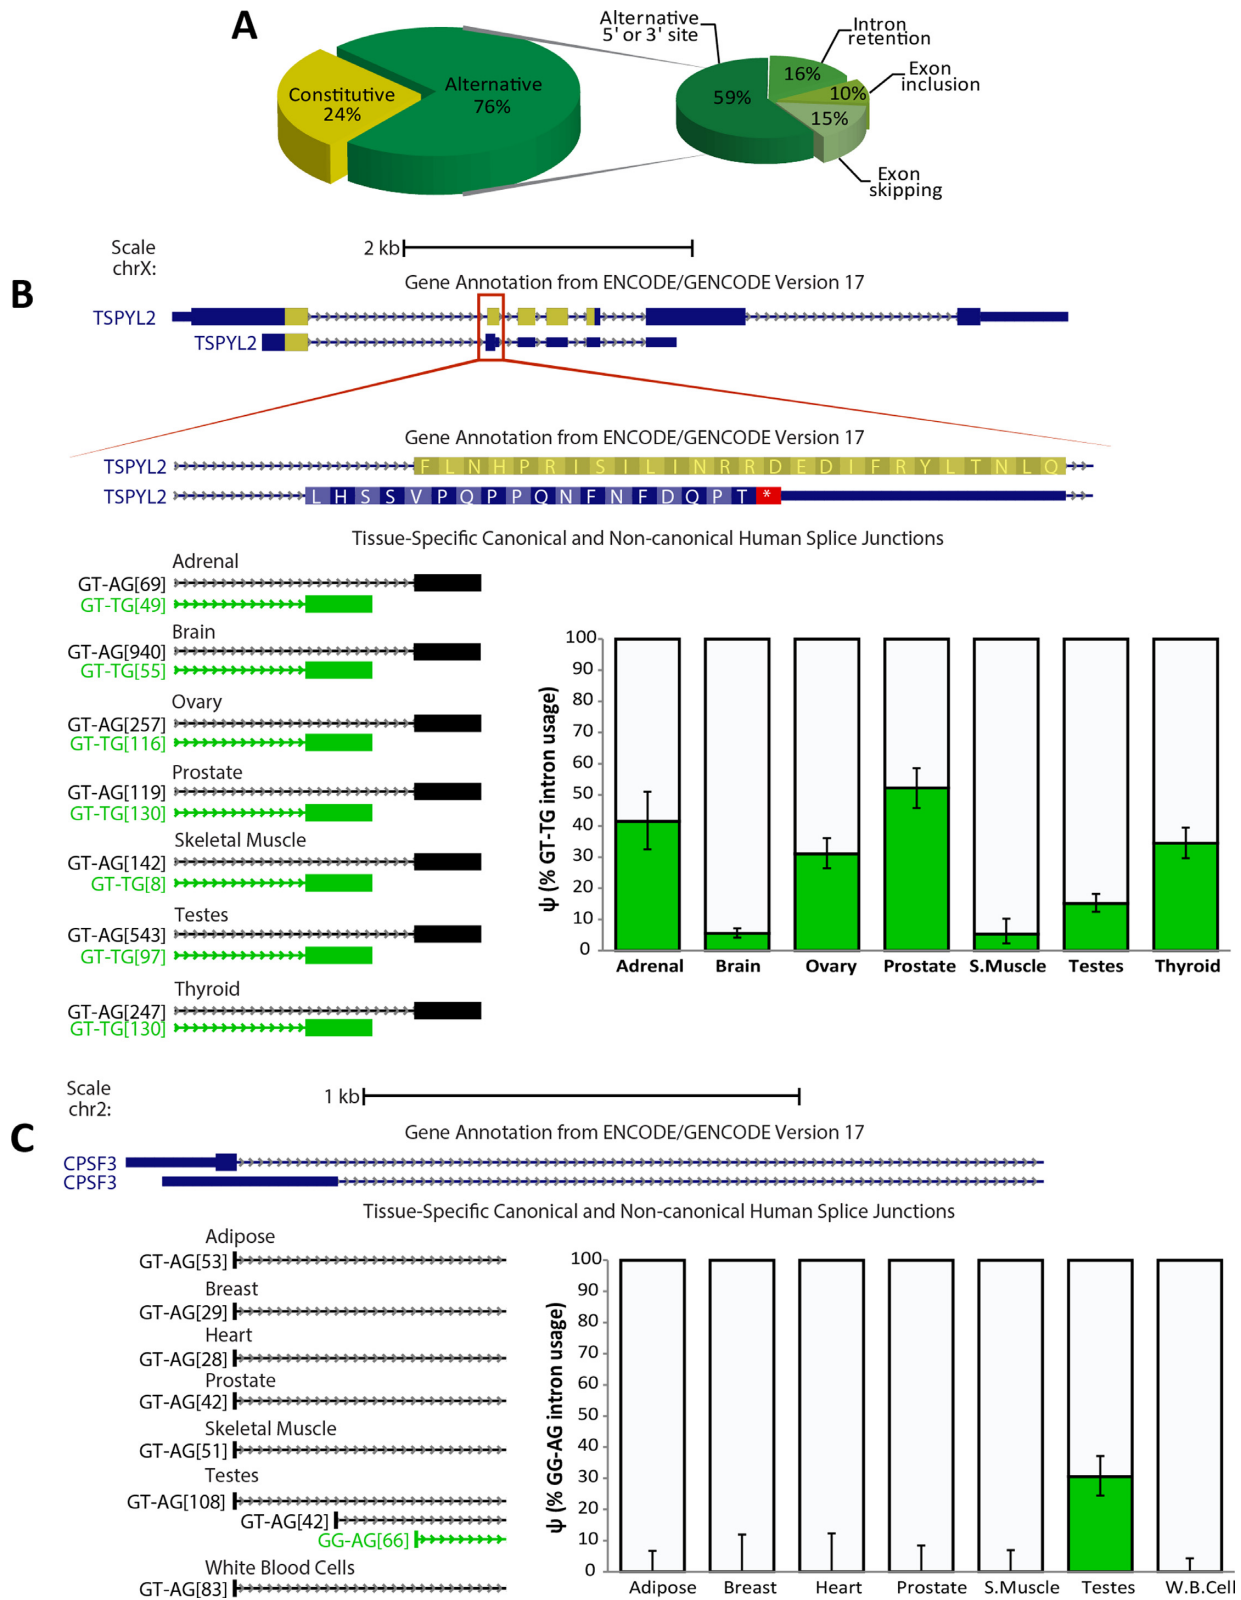 A
Constitutive
24%
Alternative
76%
Alternative
5' or 3' site
59%
Intron
retention
16%
Exon
inclusion
10%
15%
Exon
skipping
B
Scale
chrX:
2 kb
Gene Annotation from ENCODE/GENCODE Version 17
TSPYL2
TSPYL2
Gene Annotation from ENCODE/GENCODE Version 17
TSPYL2 F L N H P R I S I L I N R R D E D I F R Y L T N L Q
TSPYL2 L H S S V P Q P P Q N F N F D Q P T *
Tissue-Specific Canonical and Non-canonical Human Splice Junctions
Adrenal
GT-AG[69]
GT-TG[49]
Brain
GT-AG[940]
GT-TG[55]
Ovary
GT-AG[257]
GT-TG[116]
Prostate
GT-AG[119]
GT-TG[130]
Skeletal Muscle
GT-AG[142]
GT-TG[8]
Testes
GT-AG[543]
GT-TG[97]
Thyroid
GT-AG[247]
GT-TG[130]
ψ (% GT-TG intron usage)
100
90
80
70
60
50
40
30
20
10
0
Adrenal Brain Ovary Prostate S.Muscle Testes Thyroid
C
Scale
chr2:
1 kb
Gene Annotation from ENCODE/GENCODE Version 17
CPSF3
CPSF3
Tissue-Specific Canonical and Non-canonical Human Splice Junctions
Adipose
GT-AG[53]
Breast
GT-AG[29]
Heart
GT-AG[28]
Prostate
GT-AG[42]
Skeletal Muscle
GT-AG[51]
Testes
GT-AG[108]
GT-AG[42]
GG-AG[66]
White Blood Cells
GT-AG[83]
ψ (% GG-AG intron usage)
100
90
80
70
60
50
40
30
20
10
0
Adipose Breast Heart Prostate S.Muscle Testes W.B.Cell